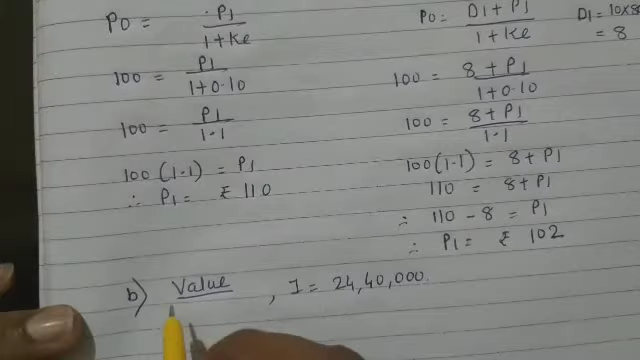 P0 = P1 / 1+Ke
100 = P1 / 1+0.10
100 = P1 / 1.1
100(1.1) = P1
∴ P1 = ₹ 110
P0 = D1+P1 / 1+Ke
D1 = 10×8
= 8
100 = 8+P1 / 1+0.10
100 = 8+P1 / 1.1
100(1.1) = 8+P1
110 = 8+P1
∴ 110 - 8 = P1
∴ P1 = ₹ 102
b) Value , I = 24,40,000